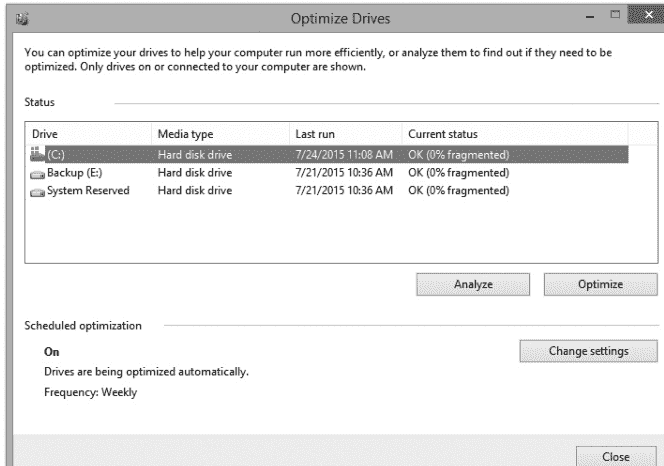 Optimize Drives
You can optimize your drives to help your computer run more efficiently, or analyze them to find out if they need to be
optimized. Only drives on or connected to your computer are shown.
Status
Drive Media type Last run Current status
(C:) Hard disk drive 7/24/2015 11:08 AM OK (0% fragmented)
Backup (E:) Hard disk drive 7/21/2015 10:36 AM OK (0% fragmented)
System Reserved Hard disk drive 7/21/2015 10:36 AM OK (0% fragmented)
Analyze Optimize
Scheduled optimization
On Change settings
Drives are being optimized automatically.
Frequency: Weekly
Close